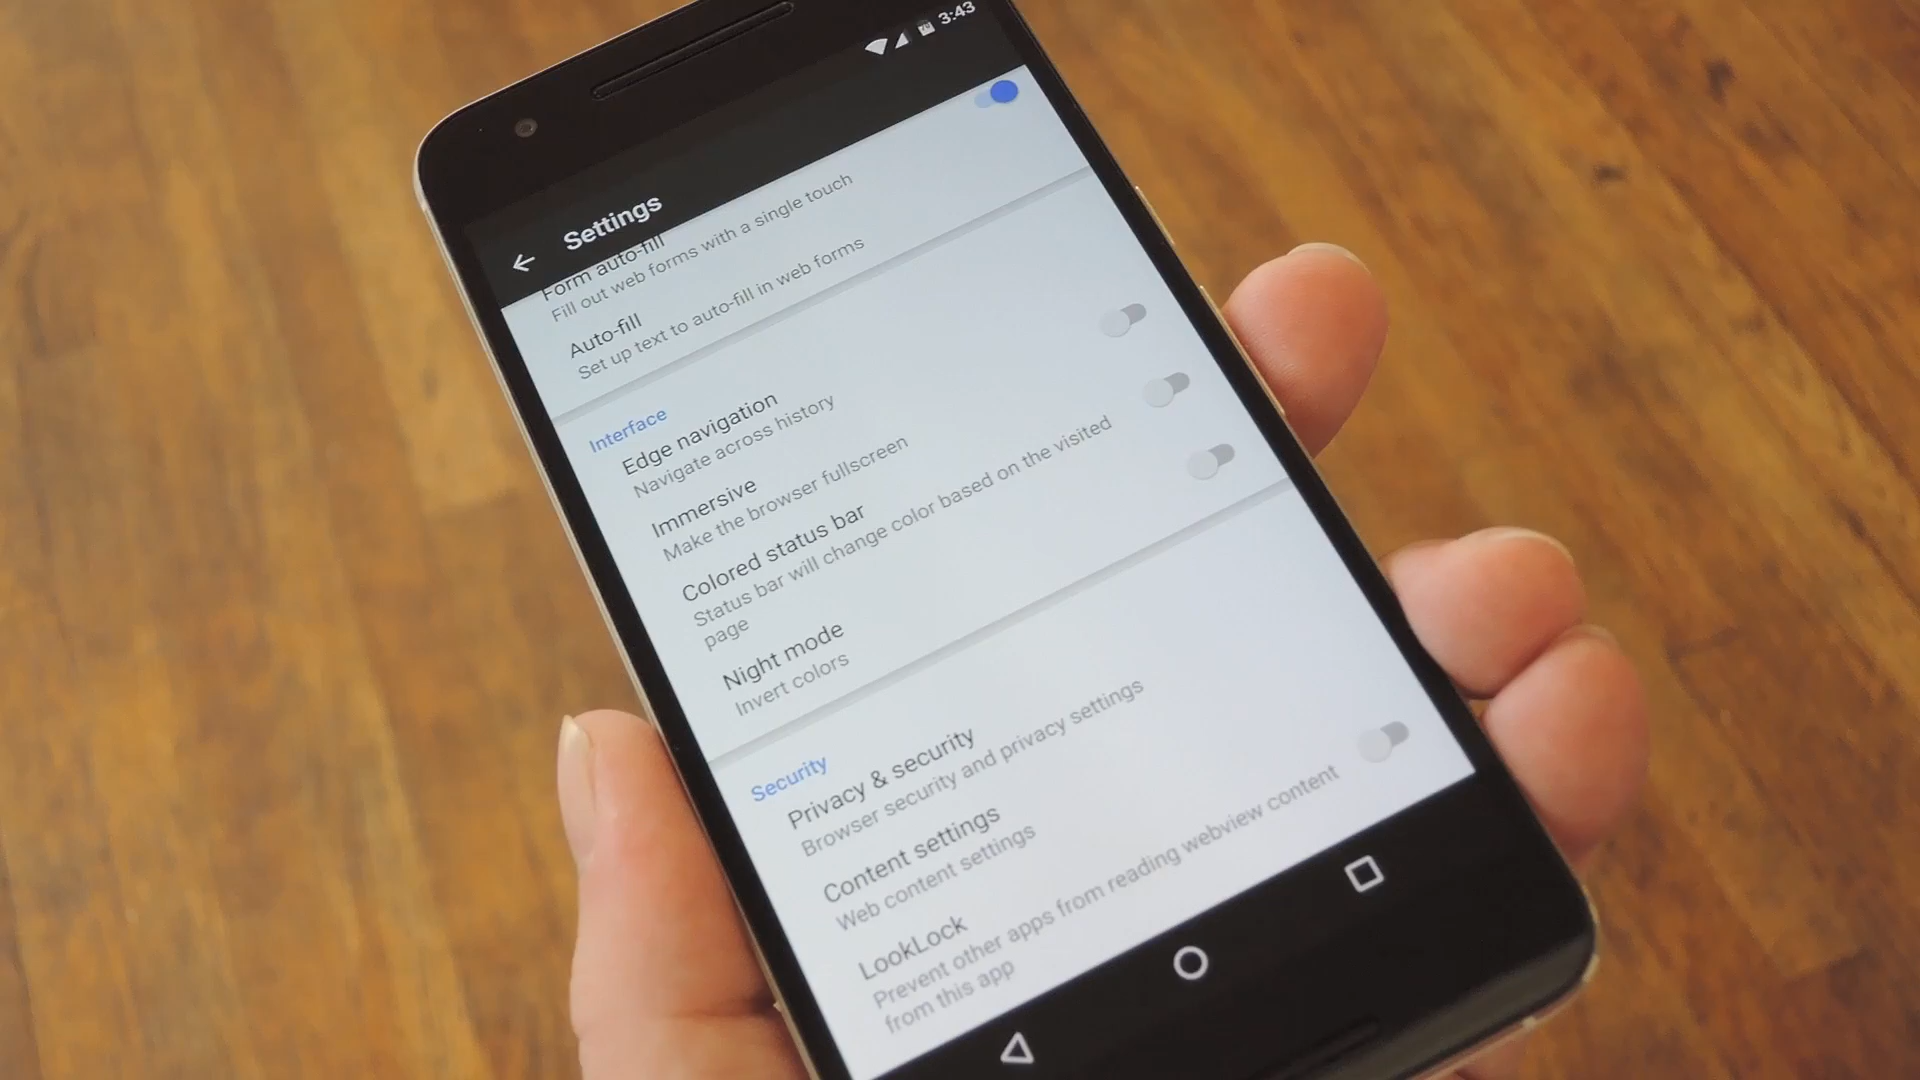 3:43
Settings
Form auto-fill
Fill out web forms with a single touch
Auto-fill
Set up text to auto-fill in web forms
Interface
Edge navigation
Navigate across history
Immersive
Make the browser fullscreen
Colored status bar
Status bar will change color based on the visited
page
Night mode
Invert colors
Security
Privacy & security
Browser security and privacy settings
Content settings
Web content settings
LookLock
Prevent other apps from reading webview content
from this app